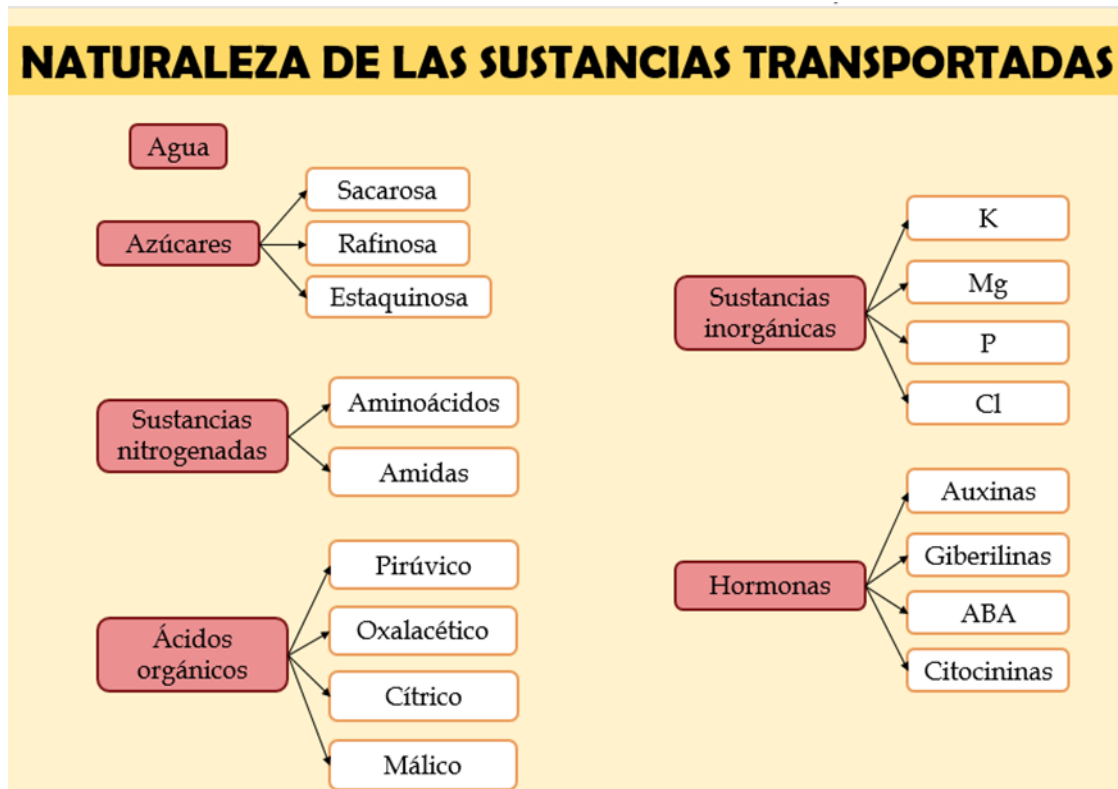 NATURALEZA DE LAS SUSTANCIAS TRANSPORTADAS
Agua
Azúcares
Sacarosa
Rafinosa
Estaquinosa
Sustancias
nitrogenadas
Aminoácidos
Amidas
Ácidos
orgánicos
Pirúvico
Oxalacético
Cítrico
Málico
Sustancias
inorgánicas
K
Mg
P
Cl
Hormonas
Auxinas
Giberilinas
ABA
Citocininas